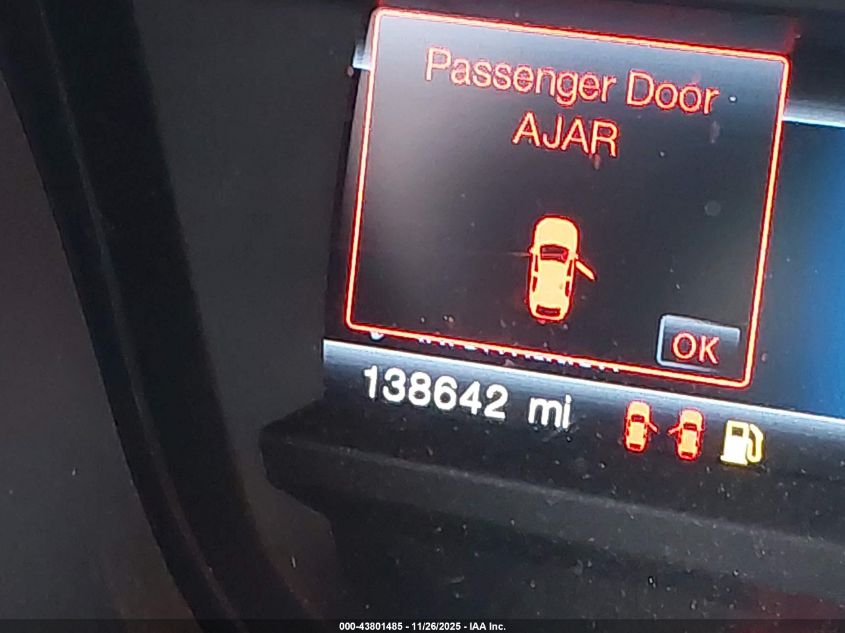 Passenger Door
AJAR
OK
138642 mi
000-43801485 - 11/26/2025 - IAA Inc.